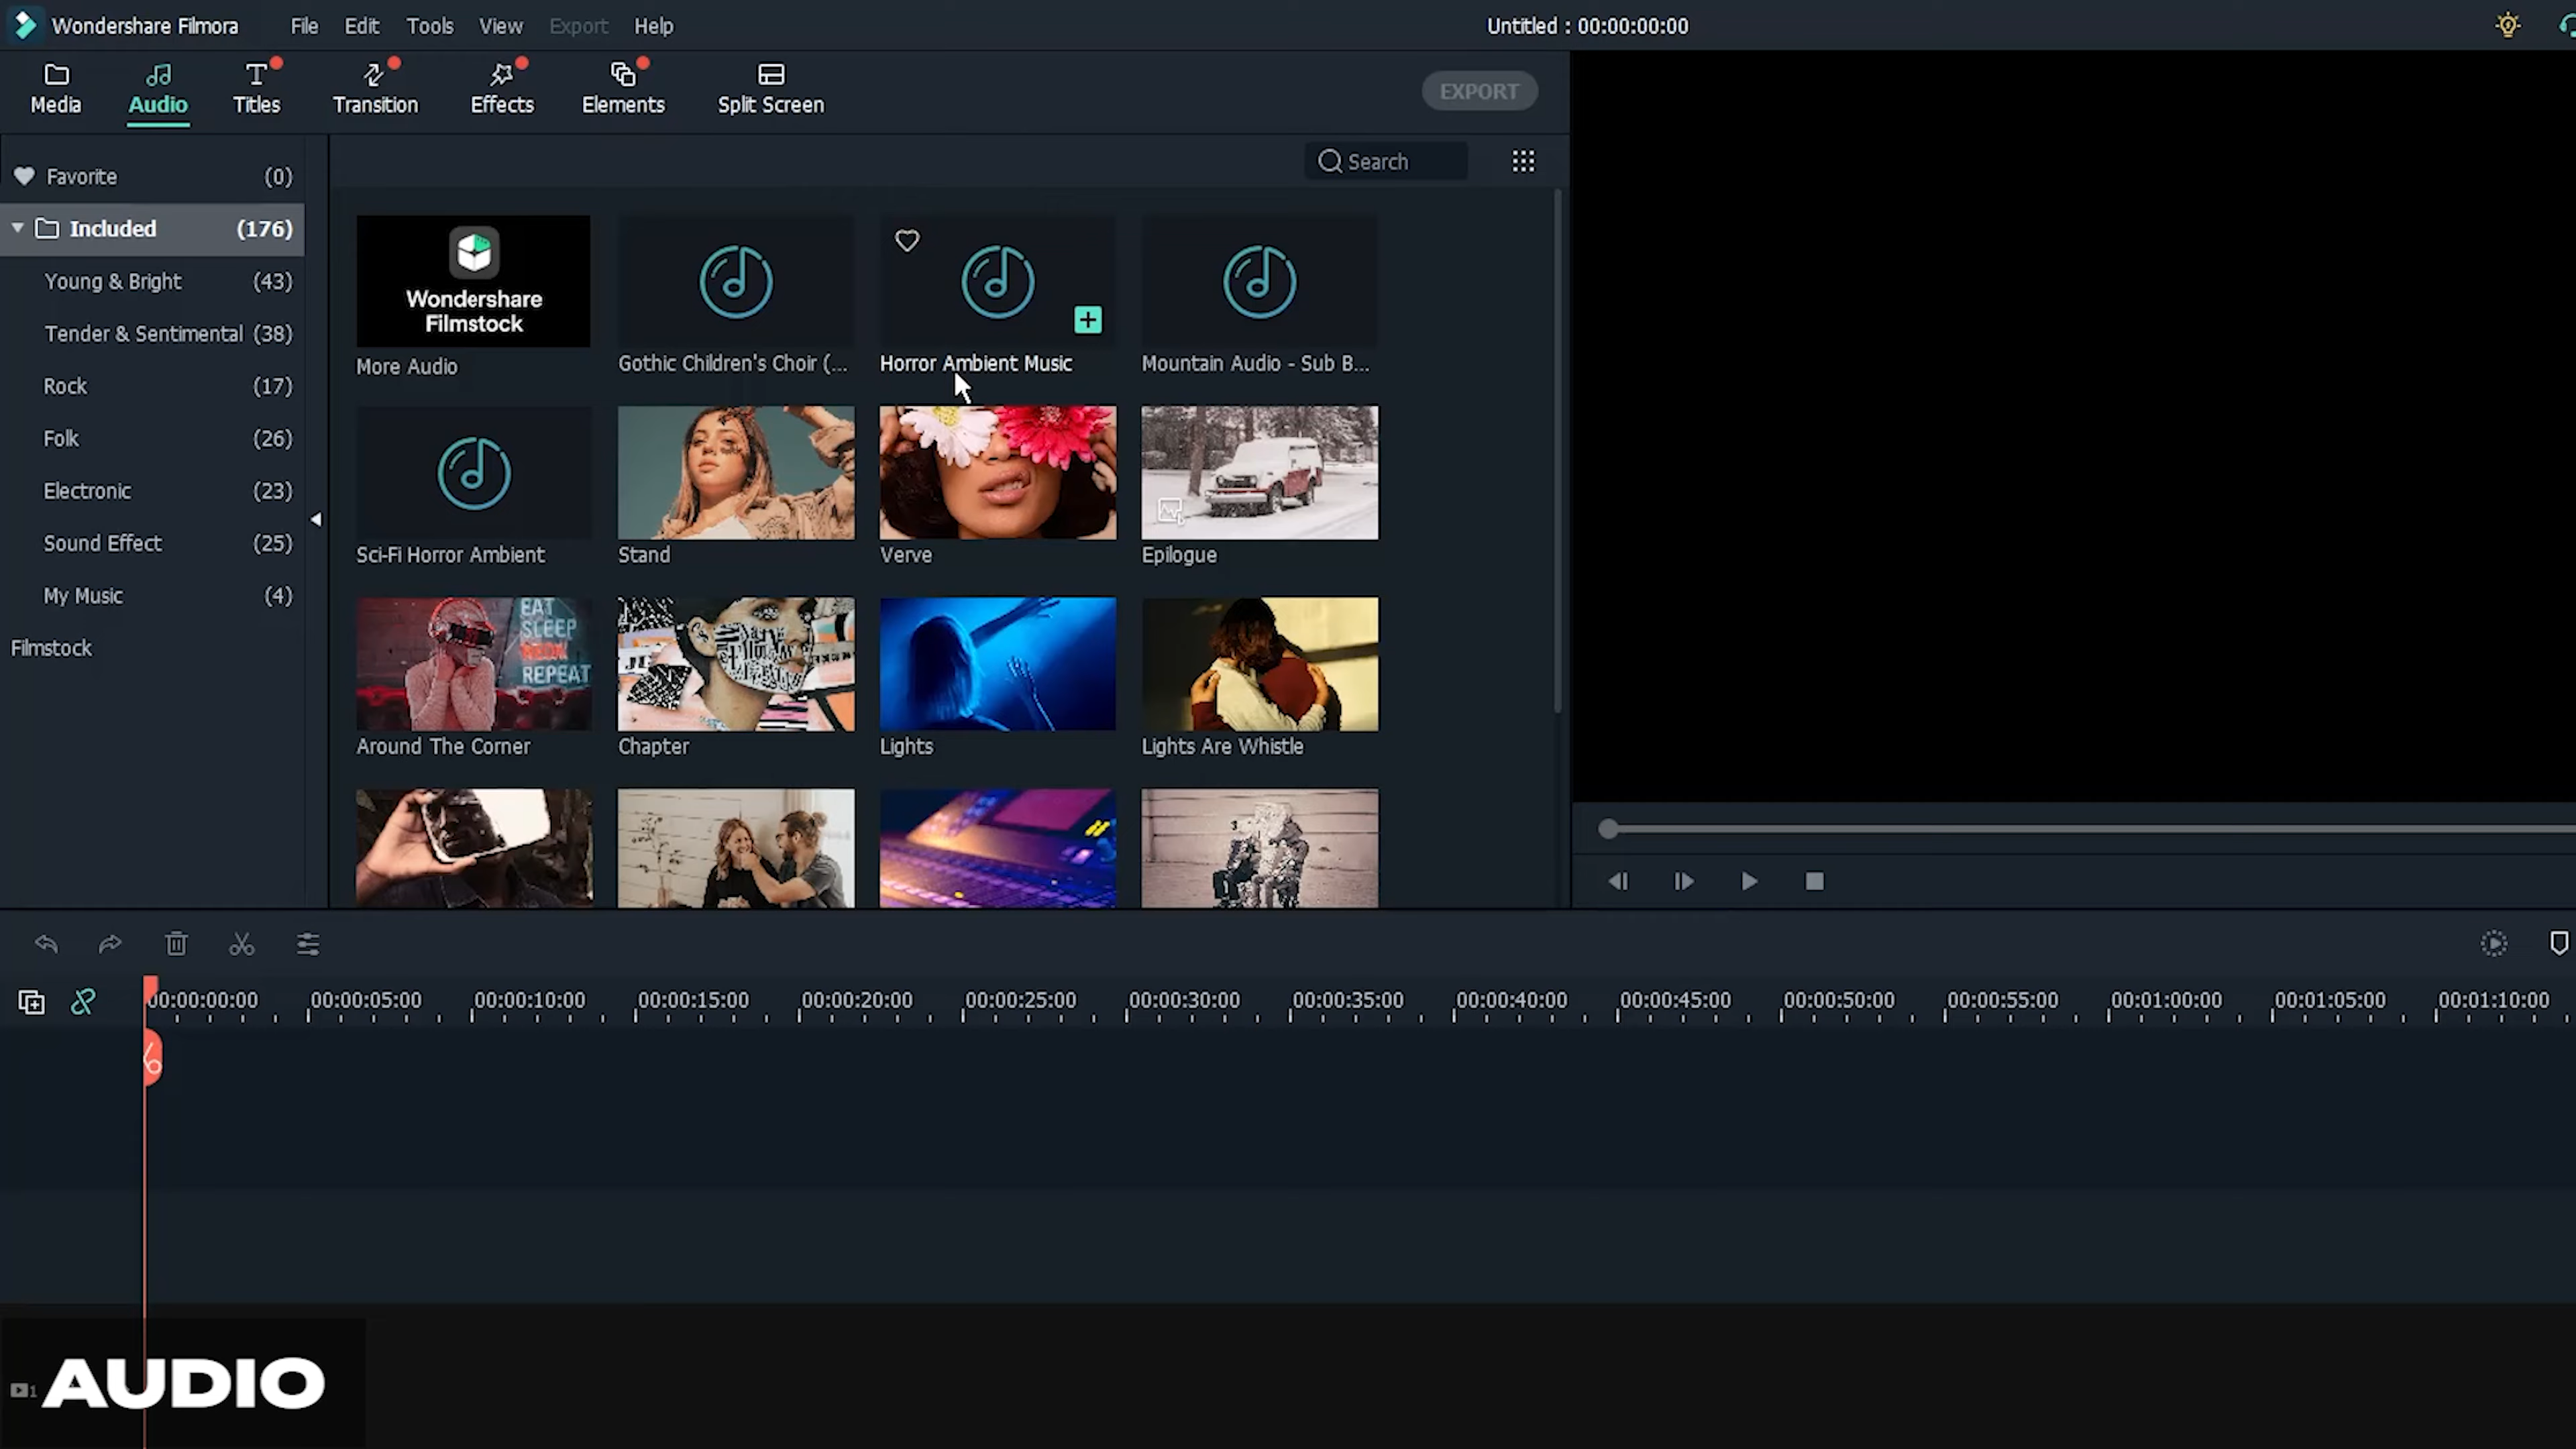 Wondershare Filmora File Edit Tools View Export Help Untitled : 00:00:00:00
Media Audio Titles Transition Effects Elements Split Screen EXPORT
Search
Favorite (0)
Included (176)
Young & Bright (43)
Tender & Sentimental (38)
Rock (17)
Folk (26)
Electronic (23)
Sound Effect (25)
My Music (4)
Filmstock
Wondershare
Filmstock
More Audio Gothic Children's Choir (... Horror Ambient Music Mountain Audio - Sub B...
Sci-Fi Horror Ambient Stand Verve Epilogue
EAT
SLEEP
REPEAT
Around The Corner Chapter Lights Lights Are Whistle
00:00:00:00 00:00:05:00 00:00:10:00 00:00:15:00 00:00:20:00 00:00:25:00 00:00:30:00 00:00:35:00 00:00:40:00 00:00:45:00 00:00:50:00 00:00:55:00 00:01:00:00 00:01:05:00 00:01:10:00
1
AUDIO